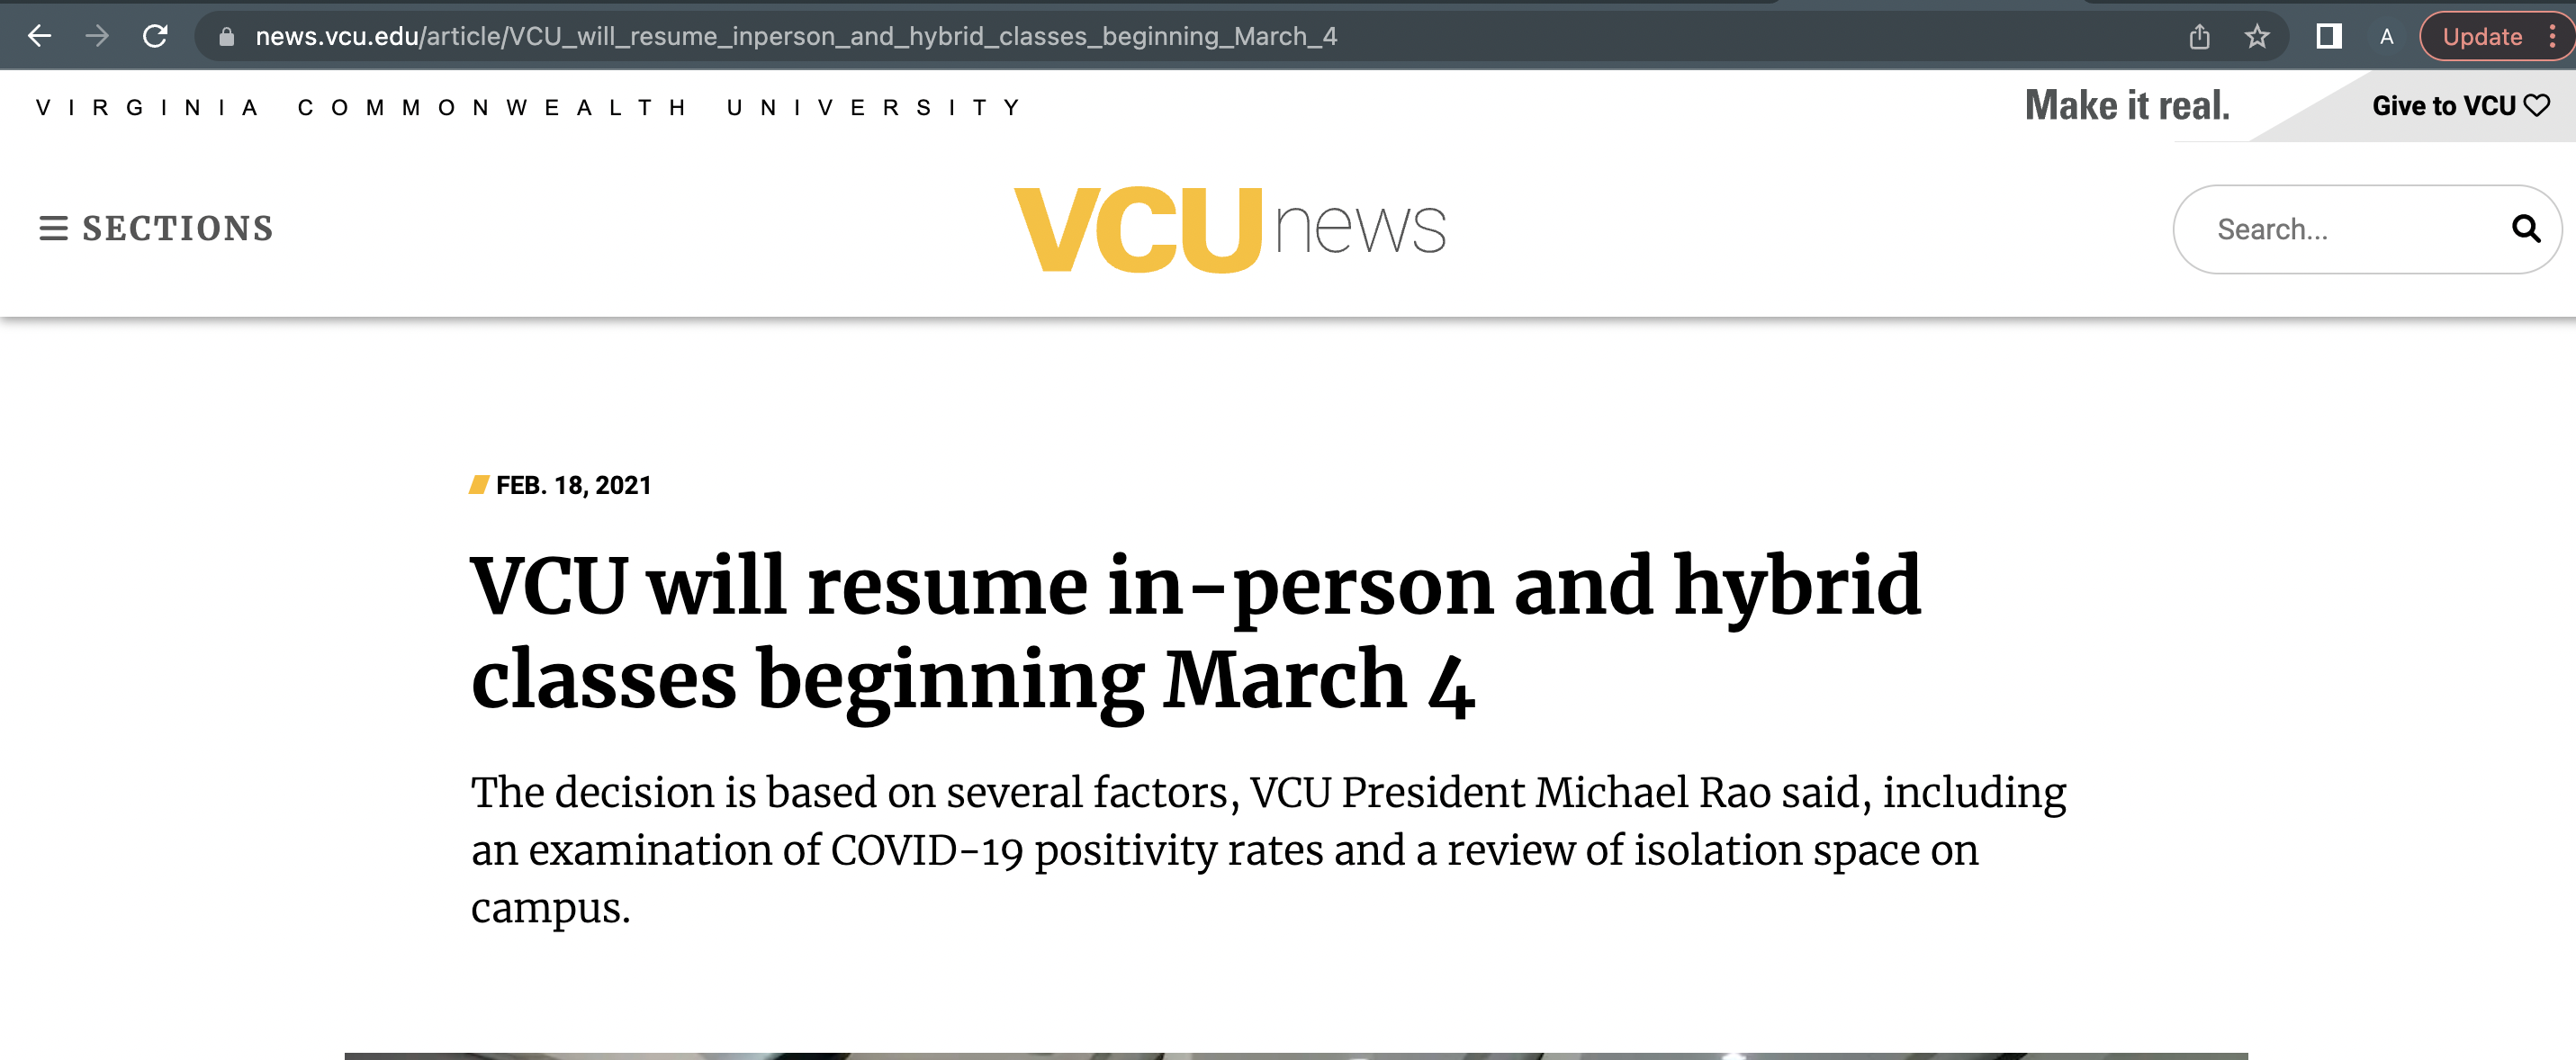 news.vcu.edu/article/VCU_will_resume_inperson_and_hybrid_classes_beginning_March_4
A
Update
VIRGINIA COMMONWEALTH UNIVERSITY
Make it real.
Give to VCU
SECTIONS
VCU news
Search...
FEB. 18, 2021
VCU will resume in-person and hybrid
classes beginning March 4
The decision is based on several factors, VCU President Michael Rao said, including
an examination of COVID-19 positivity rates and a review of isolation space on
campus.